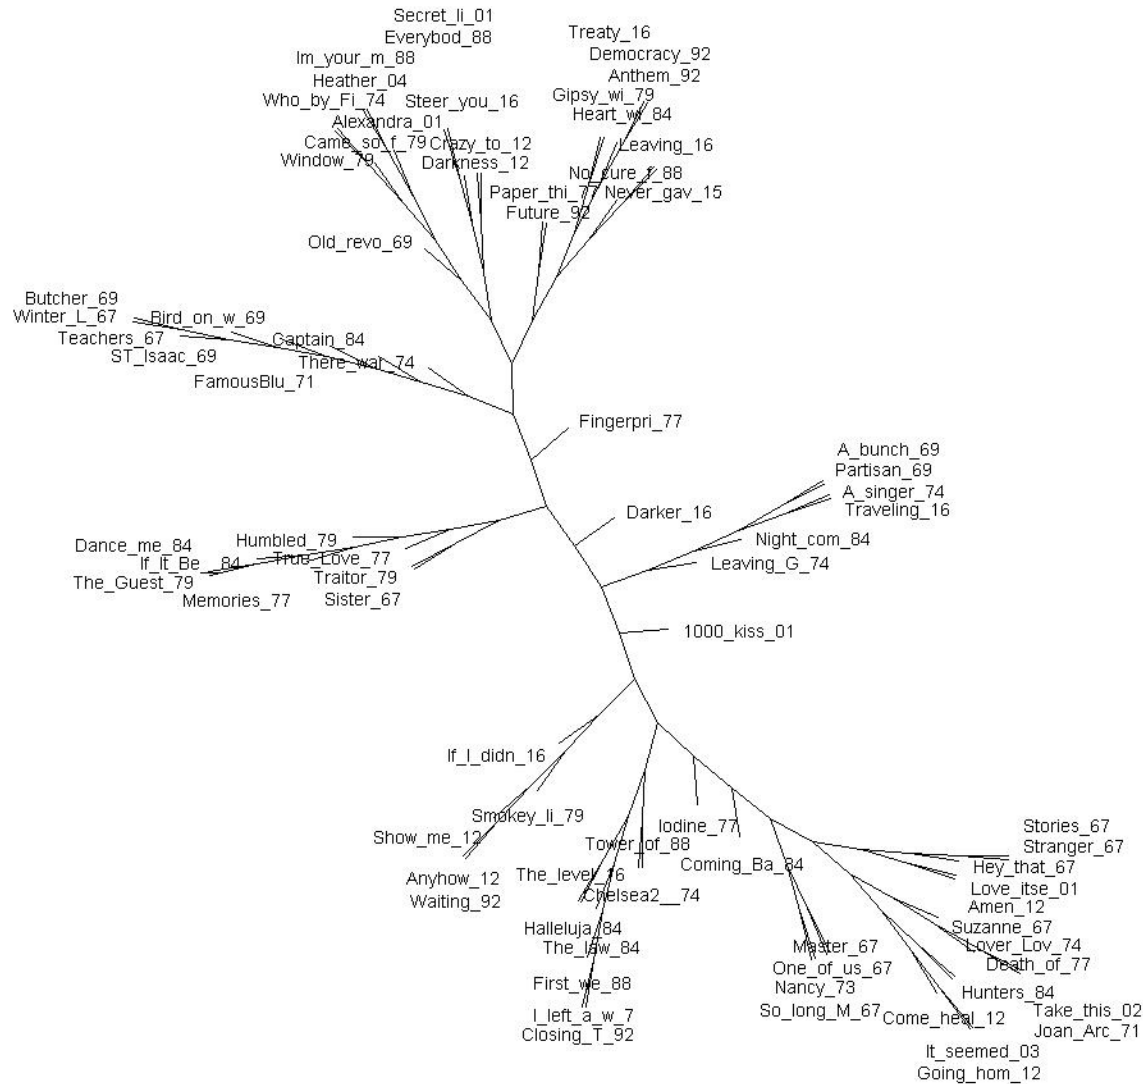 Secret_li_01
Everybod_88
Im_your_m_88
Heather_04
Who_by_Fi_74
Alexandra_01
Came_so_f_79
Window_79
Steer_you_16
Crazy_to_12
Darkness_12
Old_revo_69
Treaty_16
Democracy_92
Anthem_92
Gipsy_wi_79
Heart_wi_84
Leaving_16
No_cure_f_88
Never_gav_15
Paper_thi_77
Future_92
Butcher_69
Winter_L_67
Bird_on_w_69
Teachers_67
ST_Isaac_69
Captain_84
There_war_74
FamousBlu_71
Fingerpri_77
A_bunch_69
Partisan_69
A_singer_74
Traveling_16
Night_com_84
Leaving_G_74
Darker_16
Humbled_79
Dance_me_84
If_It_Be__84
True_Love_77
The_Guest_79
Traitor_79
Memories_77
Sister_67
1000_kiss_01
If_I_didn_16
Smokey_li_79
Show_me_12
Anyhow_12
Waiting_92
Iodine_77
Tower_of_88
Coming_Ba_84
The_level_16
Chelsea2__74
Halleluja_84
The_law_84
First_we_88
I_left_a_w_7
Closing_T_92
Stories_67
Stranger_67
Hey_that_67
Love_itse_01
Amen_12
Suzanne_67
Lover_Lov_74
Death_of_77
Master_67
One_of_us_67
Nancy_73
So_long_M_67
Hunters_84
Come_heal_12
Take_this_02
Joan_Arc_71
It_seemed_03
Going_hom_12